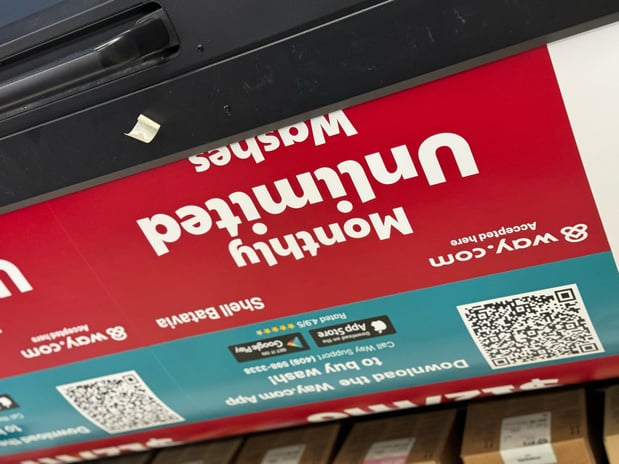 way.com
Accepted here
Monthly
Unlimited
Washes
Shell Batavia
Download the Way.com App
to buy wash!
Call Way Support (408) 598-3338
Download on the
App Store
GET IT ON
Google Play
Rated 4.9/5
way.com
Accepted here
Download